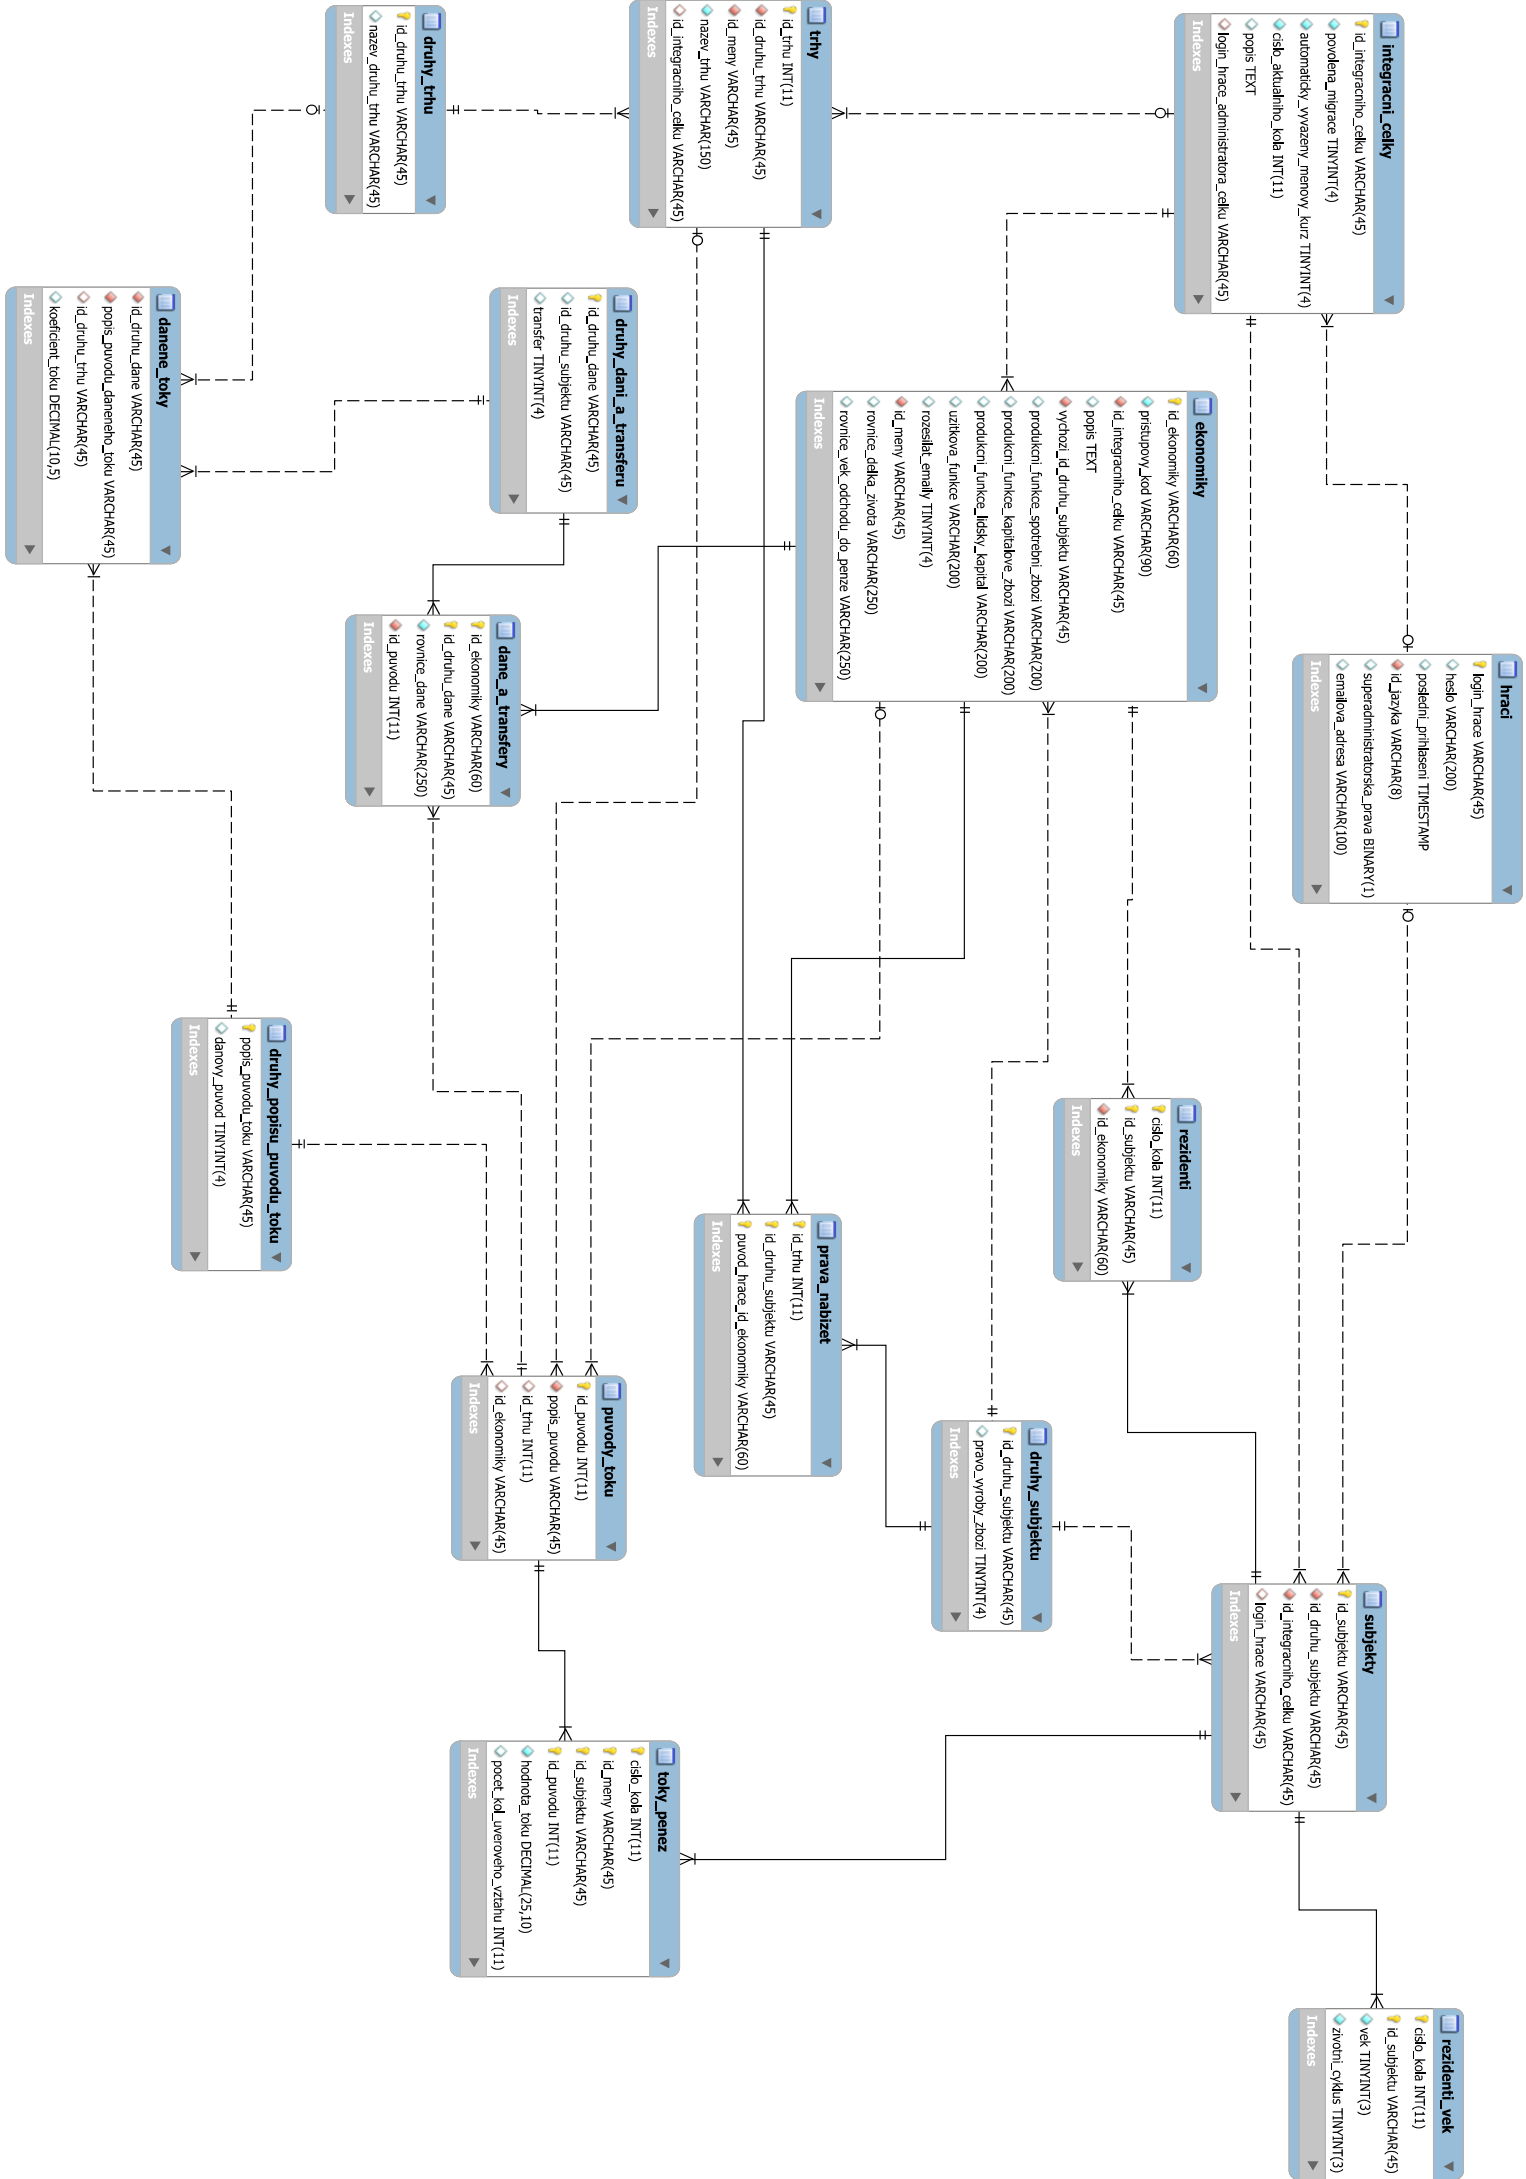 integracni_celky
id_integracniho_celku VARCHAR(45)
povolena_migrace TINYINT(4)
automaticky_vyvazeny_menovy_kurz TINYINT(4)
cislo_aktualniho_kola INT(11)
popis TEXT
login_hrace_administratora_celku VARCHAR(45)
Indexes
hraci
login_hrace VARCHAR(45)
heslo VARCHAR(200)
posledni_prihlaseni TIMESTAMP
id_jazyka VARCHAR(8)
superadministratorska_prava BINARY(1)
emailova_adresa VARCHAR(100)
Indexes
subjekty
id_subjektu VARCHAR(45)
id_druhu_subjektu VARCHAR(45)
id_integracniho_celku VARCHAR(45)
login_hrace VARCHAR(45)
Indexes
rezidenti_vek
cislo_kola INT(11)
id_subjektu VARCHAR(45)
vek TINYINT(3)
zivotni_cyklus TINYINT(3)
Indexes
ekonomiky
id_ekonomiky VARCHAR(60)
pristupovy_kod VARCHAR(90)
id_integracniho_celku VARCHAR(45)
popis TEXT
vychozi_id_druhu_subjektu VARCHAR(45)
produkcni_funkce_spotrebni_zbozi VARCHAR(200)
produkcni_funkce_kapitalove_zbozi VARCHAR(200)
produkcni_funkce_lidsky_kapital VARCHAR(200)
uzitkova_funkce VARCHAR(200)
rozesilat_emaily TINYINT(4)
id_meny VARCHAR(45)
rovnice_delka_zivota VARCHAR(250)
rovnice_vek_odchodu_do_penze VARCHAR(250)
Indexes
rezidenti
cislo_kola INT(11)
id_subjektu VARCHAR(45)
id_ekonomiky VARCHAR(60)
Indexes
druhy_subjektu
id_druhu_subjektu VARCHAR(45)
pravo_vyroby_zbozi TINYINT(4)
Indexes
trhy
id_trhu INT(11)
id_druhu_trhu VARCHAR(45)
id_meny VARCHAR(45)
nazev_trhu VARCHAR(150)
id_integracniho_celku VARCHAR(45)
Indexes
prava_nabizet
id_trhu INT(11)
id_druhu_subjektu VARCHAR(45)
puvod_hrace_id_ekonomiky VARCHAR(60)
Indexes
druhy_dani_a_transferu
id_druhu_dane VARCHAR(45)
id_druhu_subjektu VARCHAR(45)
transfer TINYINT(4)
Indexes
puvody_toku
id_puvodu INT(11)
popis_puvodu VARCHAR(45)
id_trhu INT(11)
id_ekonomiky VARCHAR(45)
Indexes
toky_penez
cislo_kola INT(11)
id_meny VARCHAR(45)
id_subjektu VARCHAR(45)
id_puvodu INT(11)
hodnota_toku DECIMAL(25,10)
pocet_kol_uveroveho_vztahu INT(11)
Indexes
dane_a_transfery
id_ekonomiky VARCHAR(60)
id_druhu_dane VARCHAR(45)
rovnice_dane VARCHAR(250)
id_puvodu INT(11)
Indexes
druhy_trhu
id_druhu_trhu VARCHAR(45)
nazev_druhu_trhu VARCHAR(45)
Indexes
druhy_popisu_puvodu_toku
popis_puvodu_toku VARCHAR(45)
danovy_puvod TINYINT(4)
Indexes
danene_toky
id_druhu_dane VARCHAR(45)
popis_puvodu_daneneho_toku VARCHAR(45)
id_druhu_trhu VARCHAR(45)
koeficient_toku DECIMAL(10,5)
Indexes